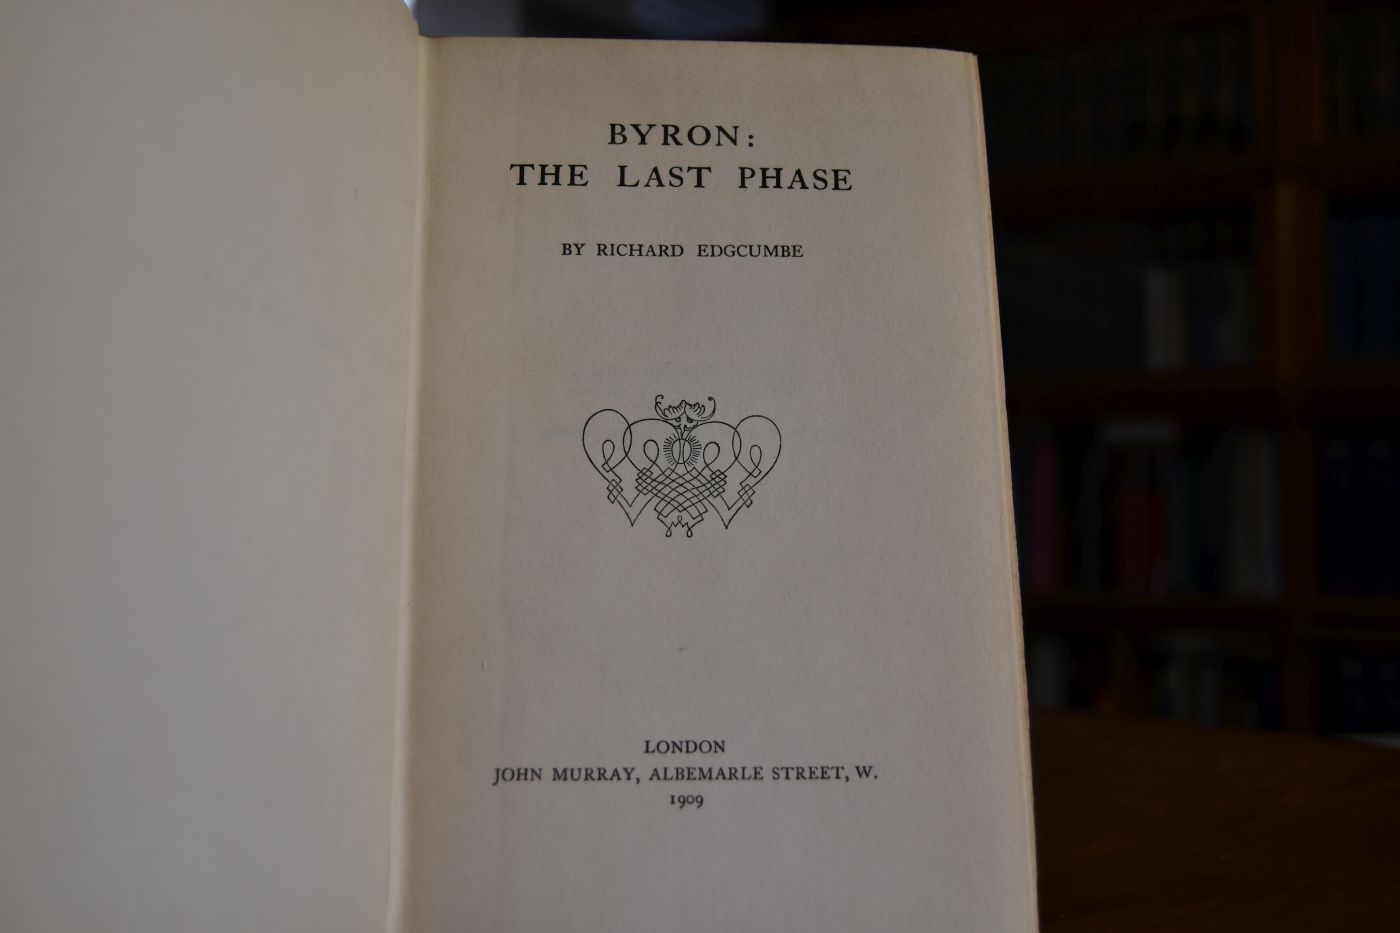 BYRON:
THE LAST PHASE
BY RICHARD EDGCUMBE
LONDON
JOHN MURRAY, ALBEMARLE STREET, W.
1909